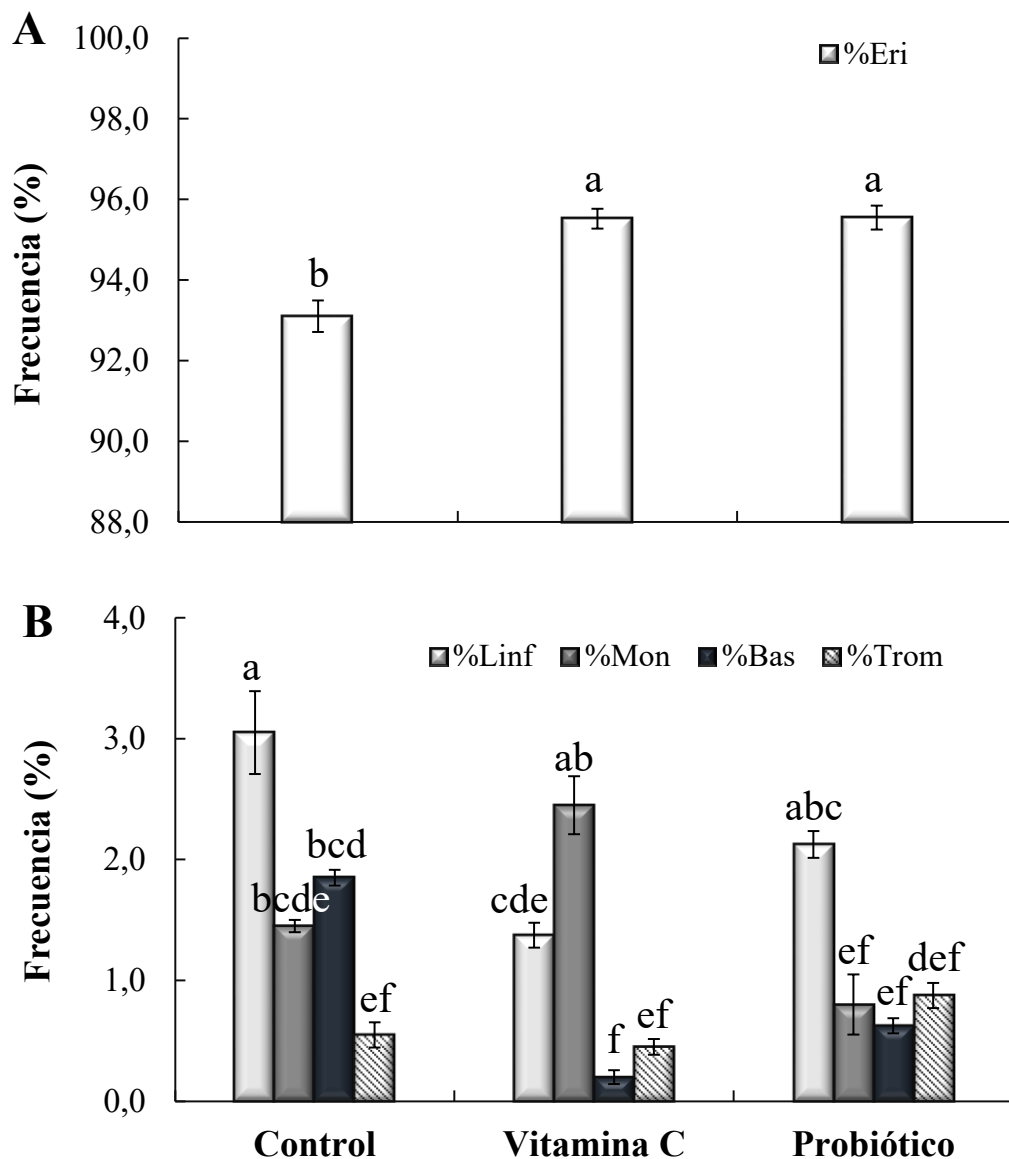 A
100,0
%Eri
98,0
96,0
94,0
92,0
90,0
88,0
Frecuencia (%)
b
a
a
B
4,0
%Linf %Mon %Bas %Trom
3,0
2,0
1,0
0,0
Frecuencia (%)
a
bcde
bcd
ef
cde
ab
f
ef
abc
ef
ef
def
Control Vitamina C Probiótico